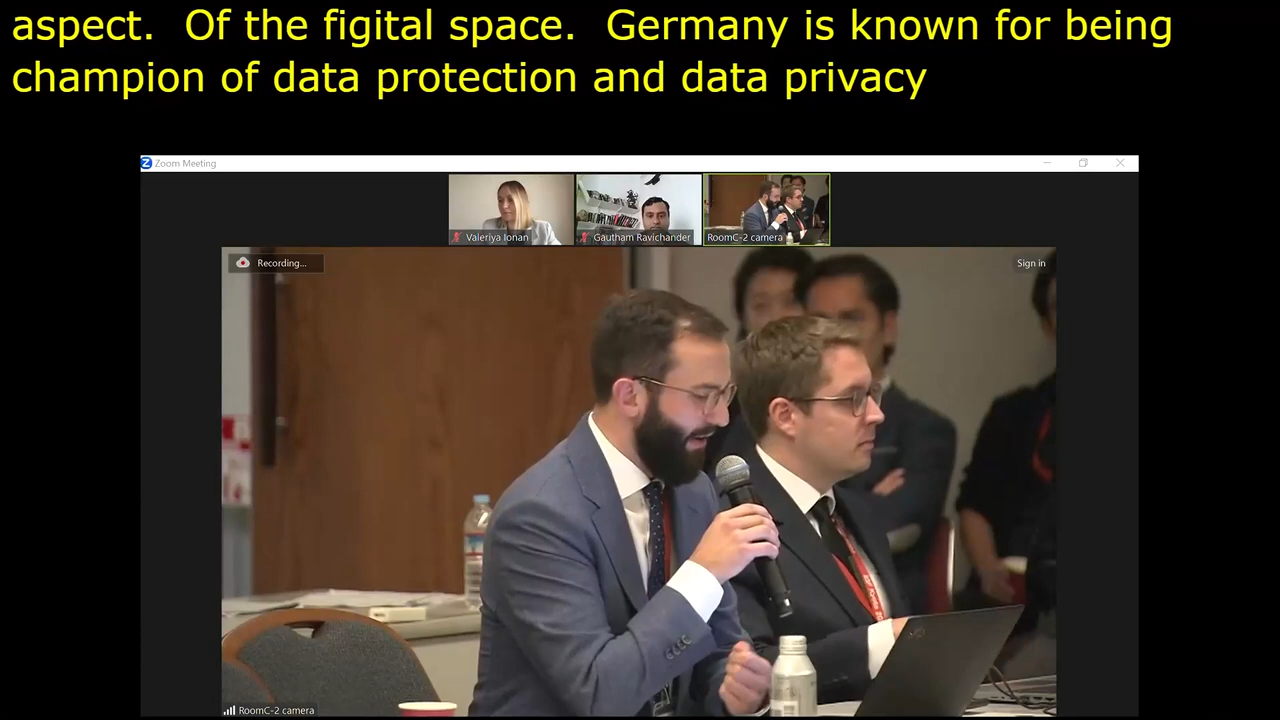 aspect.  Of the figital space.  Germany is known for being
champion of data protection and data privacy
Zoom Meeting
Valeriya Ionan
Gautham Ravichander
RoomC-2 camera
Recording...
Sign in
RoomC-2 camera